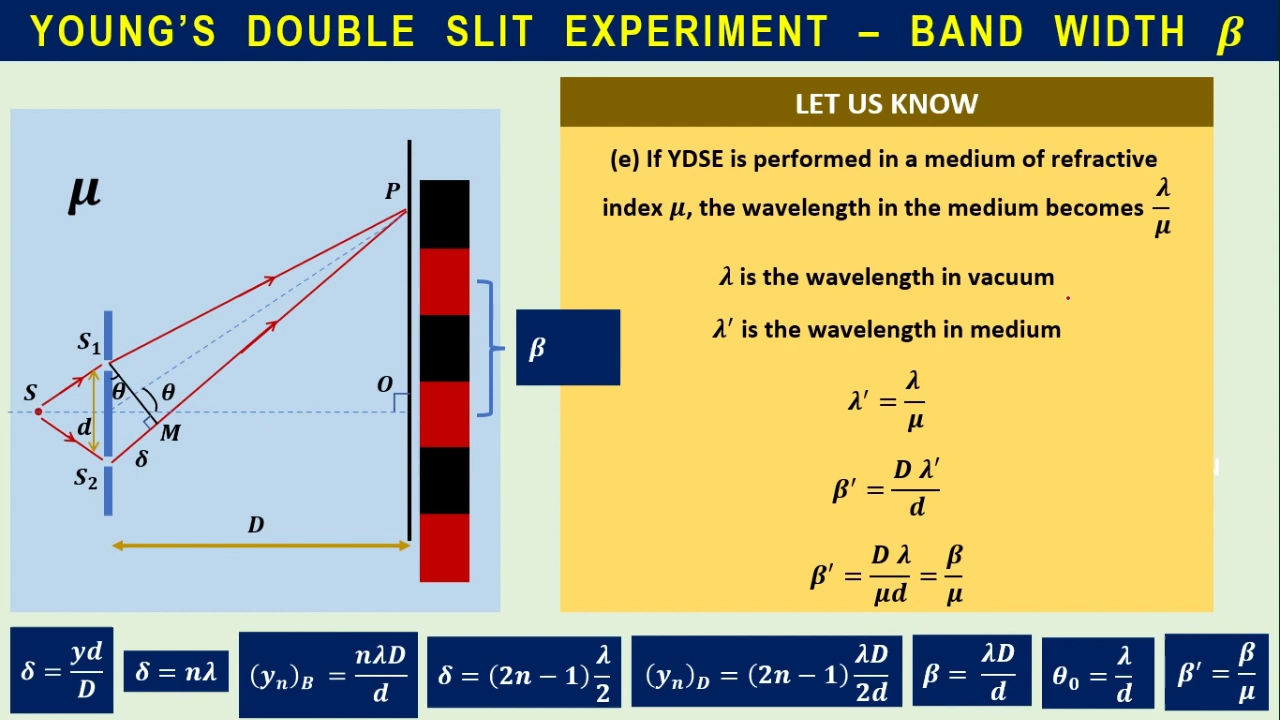 YOUNG'S DOUBLE SLIT EXPERIMENT – BAND WIDTH β
μ
P
S₁
S
θ
θ
O
d
M
δ
S₂
D
β
LET US KNOW
(e) If YDSE is performed in a medium of refractive
index μ, the wavelength in the medium becomes λ/μ
λ is the wavelength in vacuum
λ′ is the wavelength in medium
λ′ = λ/μ
β′ = D λ′/d
β′ = D λ/μd = β/μ
δ = yd/D
δ = nλ
(yₙ)_B = nλD/d
δ = (2n − 1) λ/2
(yₙ)_D = (2n − 1) λD/2d
β = λD/d
θ₀ = λ/d
β′ = β/μ